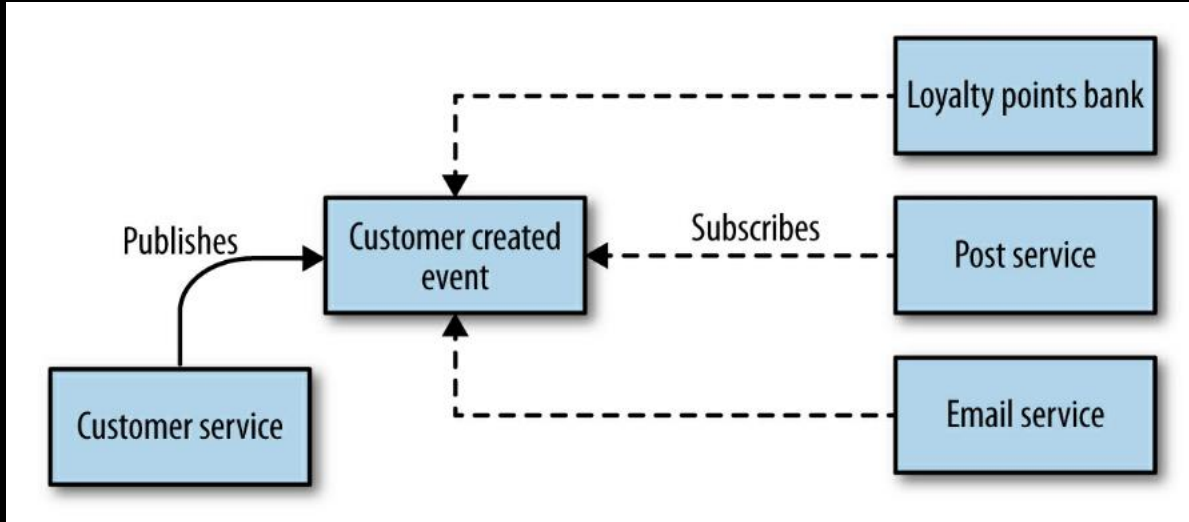 Loyalty points bank
Publishes
Customer created
event
Subscribes
Post service
Customer service
Email service